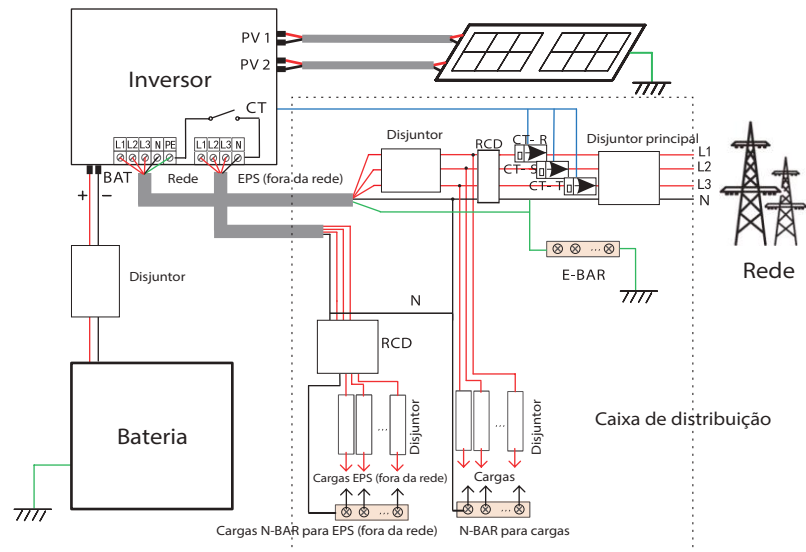 PV 1
PV 2
Inversor
CT
L1 L2 L3 N PE
L1 L2 L3 N
BAT
Rede
EPS (fora da rede)
+ −
Disjuntor
Bateria
Disjuntor
RCD
CT- R
CT- S
CT- T
Disjuntor principal
L1
L2
L3
N
E-BAR
Rede
N
RCD
...
Disjuntor
...
Disjuntor
Caixa de distribuição
Cargas EPS (fora da rede)
Cargas
...
...
Cargas N-BAR para EPS (fora da rede)
N-BAR para cargas